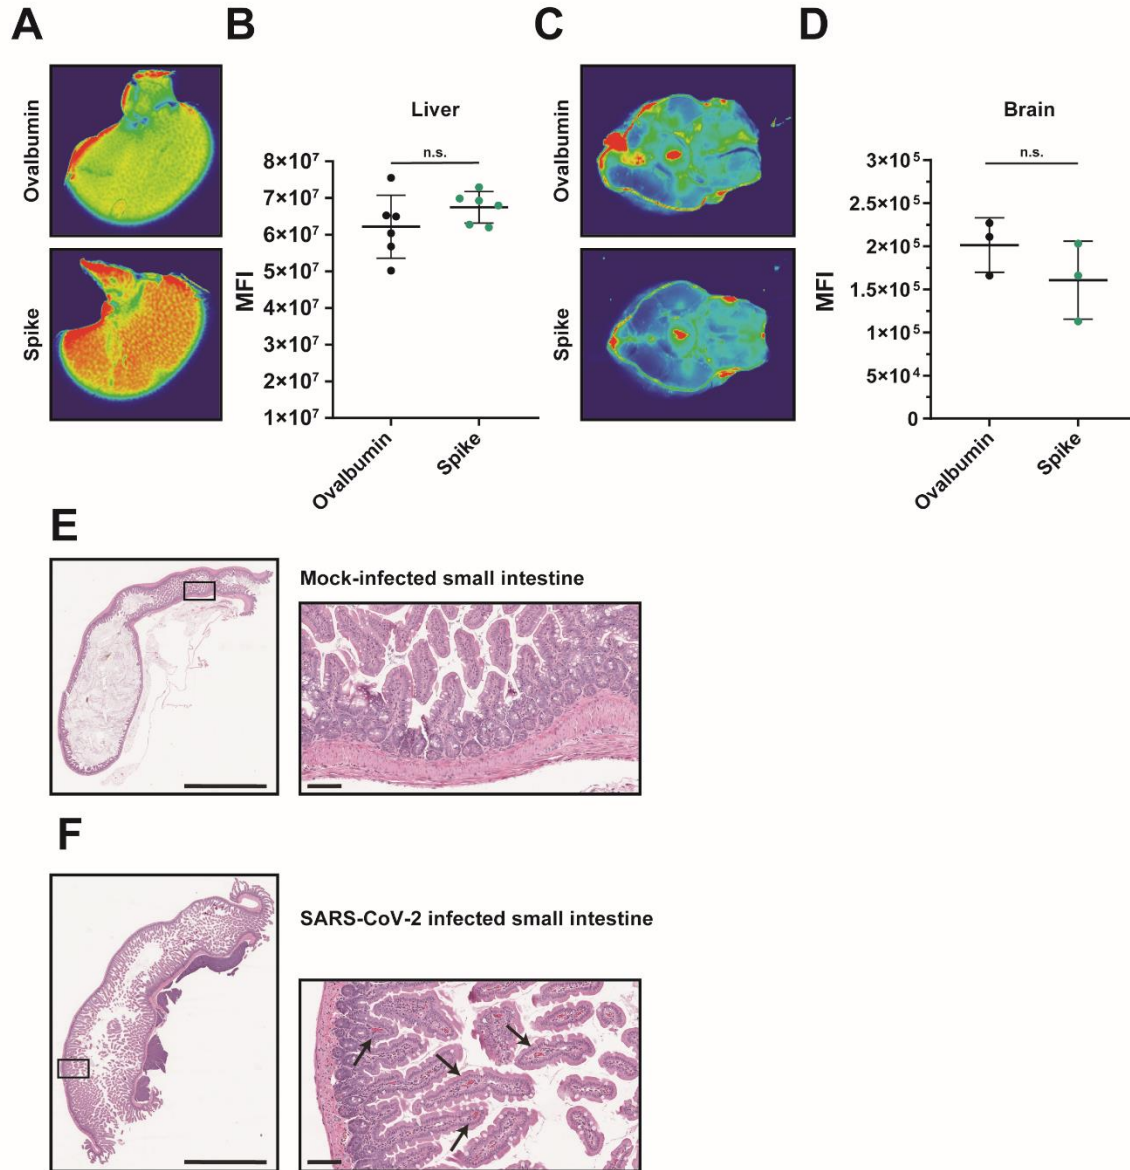 A
B
C
D
Ovalbumin
Spike
Liver
n.s.
MFI
8×10⁷
7×10⁷
6×10⁷
5×10⁷
4×10⁷
3×10⁷
2×10⁷
1×10⁷
Ovalbumin
Spike
Ovalbumin
Spike
Brain
n.s.
MFI
3×10⁵
2.5×10⁵
2×10⁵
1.5×10⁵
1×10⁵
5×10⁴
0
Ovalbumin
Spike
E
Mock-infected small intestine
F
SARS-CoV-2 infected small intestine